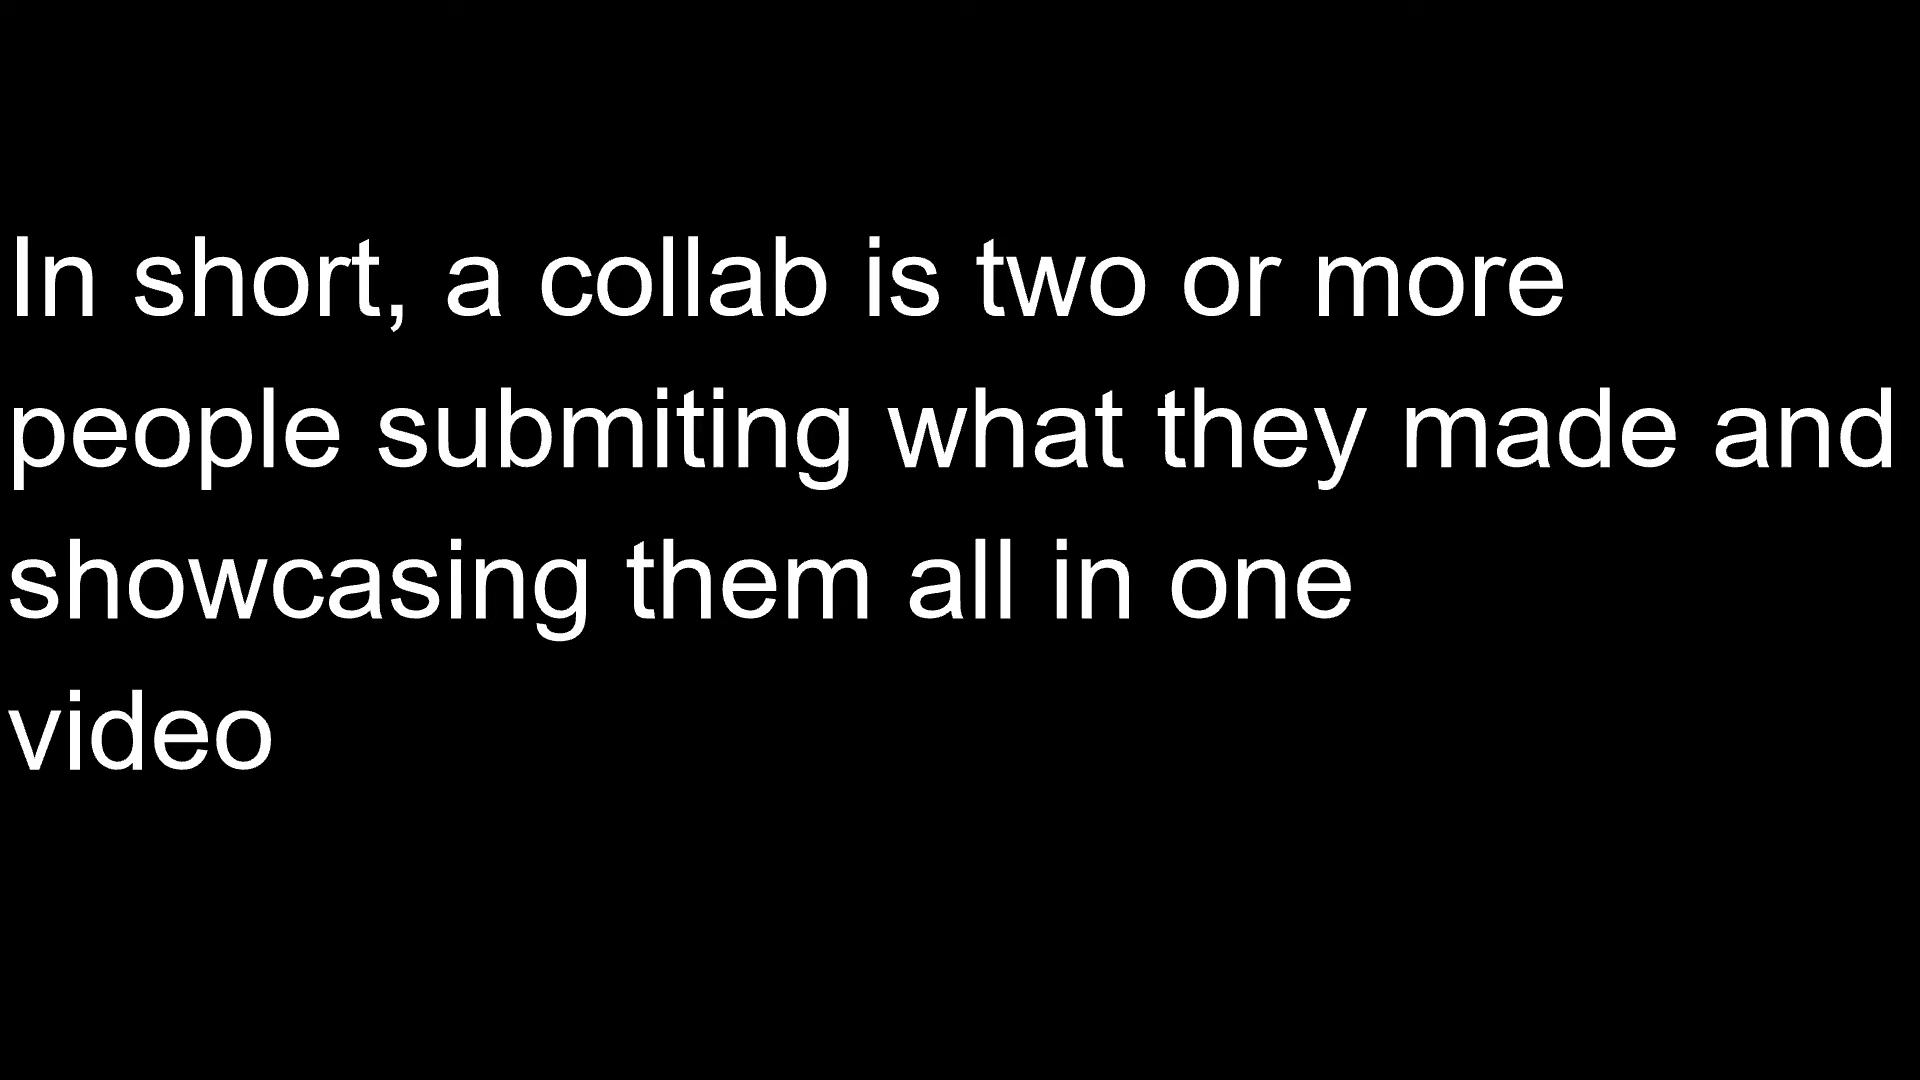 In short, a collab is two or more
people submiting what they made and
showcasing them all in one
video